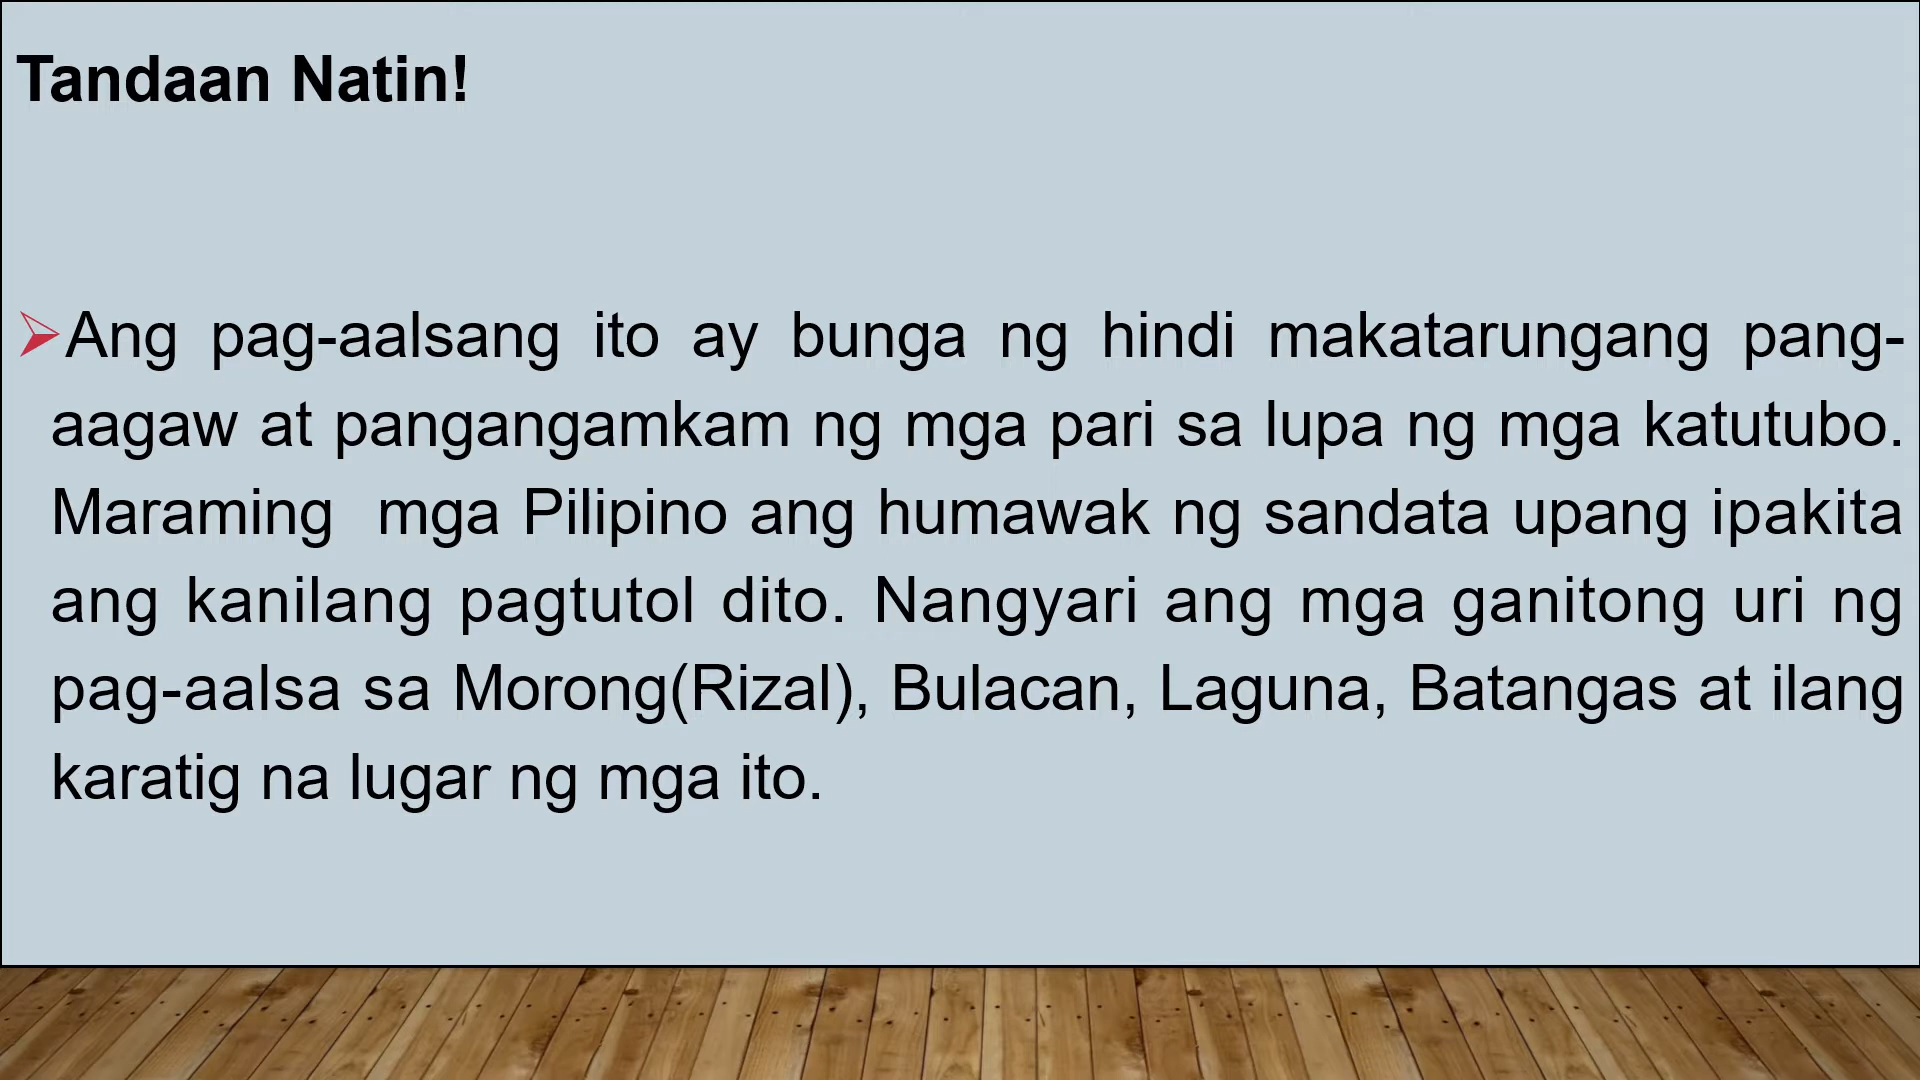 Tandaan Natin!
➢Ang pag-aalsang ito ay bunga ng hindi makatarungang pang-
aagaw at pangangamkam ng mga pari sa lupa ng mga katutubo.
Maraming  mga Pilipino ang humawak ng sandata upang ipakita
ang kanilang pagtutol dito. Nangyari ang mga ganitong uri ng
pag-aalsa sa Morong(Rizal), Bulacan, Laguna, Batangas at ilang
karatig na lugar ng mga ito.